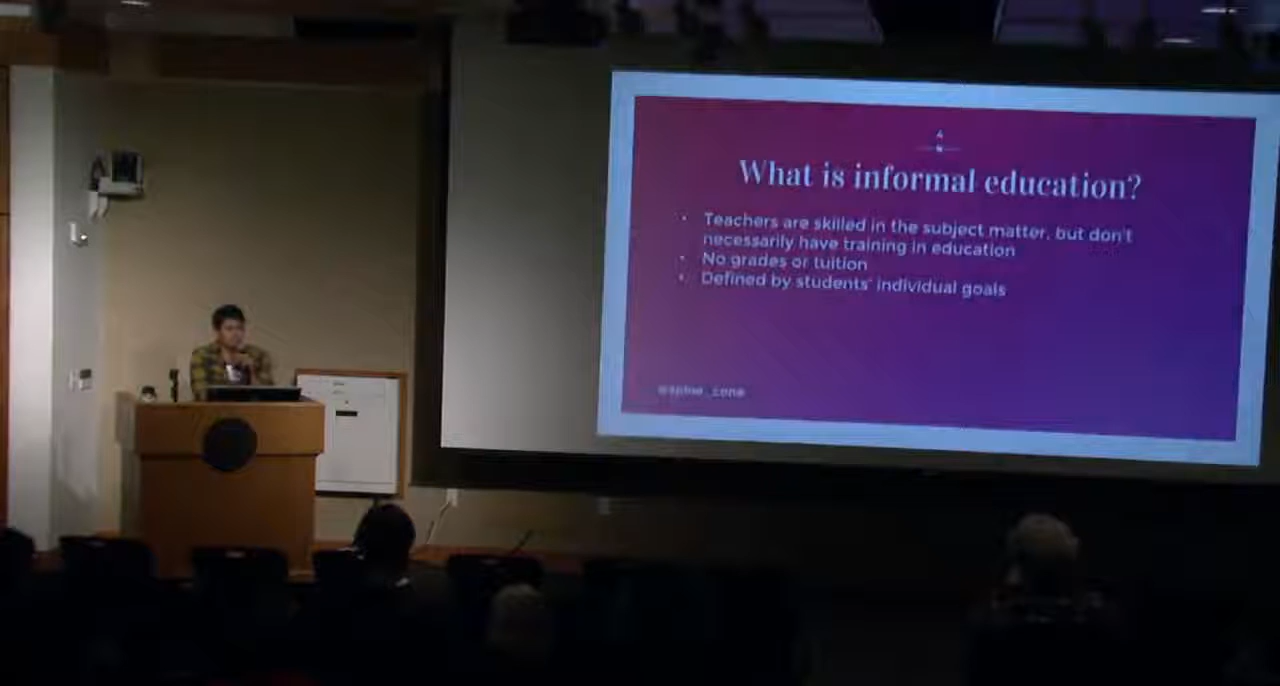 What is informal education?
Teachers are skilled in the subject matter, but don't
necessarily have training in education
No grades or tuition
Defined by students' individual goals